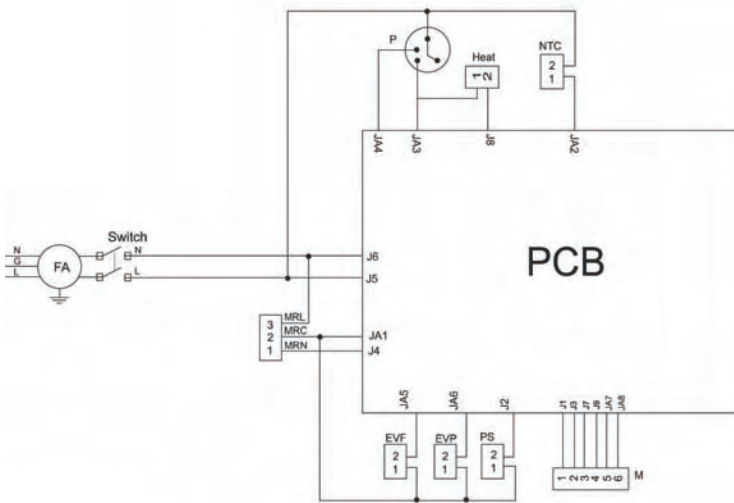 P
Heat
1 2
NTC
2
1
JA4
JA3
J8
JA2
Switch
N
G
L
FA
N
L
J6
J5
PCB
3
2
1
MRL
MRC
MRN
JA1
J4
JA5
JA6
J2
J1
J3
J7
J9
JA7
JA8
EVF
2
1
EVP
2
1
PS
2
1
1 2 3 4 5 6
M